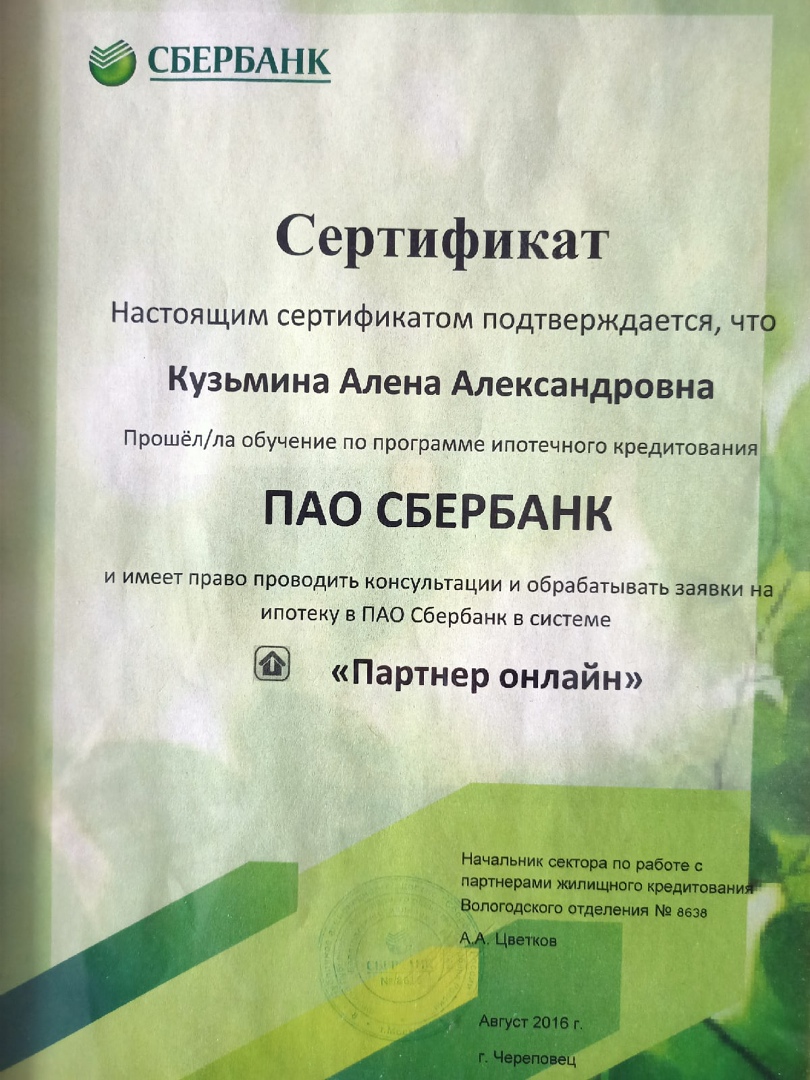 СБЕРБАНК
Сертификат
Настоящим сертификатом подтверждается, что
Кузьмина Алена Александровна
Прошёл/ла обучение по программе ипотечного кредитования
ПАО СБЕРБАНК
и имеет право проводить консультации и обрабатывать заявки на
ипотеку в ПАО Сбербанк в системе
«Партнер онлайн»
Начальник сектора по работе с
партнерами жилищного кредитования
Вологодского отделения № 8638
А.А. Цветков
СБЕРБАНК
Август 2016 г.
г. Череповец